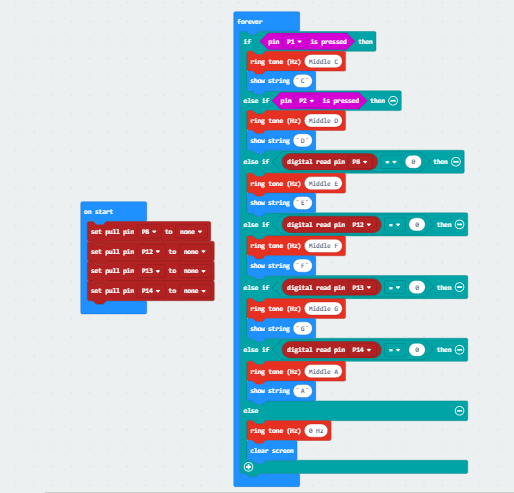 forever
if pin P1 is pressed then
ring tone (Hz) Middle C
show string "C"
else if pin P2 is pressed then
ring tone (Hz) Middle D
show string "D"
else if digital read pin P8 = 0 then
ring tone (Hz) Middle E
show string "E"
else if digital read pin P12 = 0 then
ring tone (Hz) Middle F
show string "F"
else if digital read pin P13 = 0 then
ring tone (Hz) Middle G
show string "G"
else if digital read pin P14 = 0 then
ring tone (Hz) Middle A
show string "A"
else
ring tone (Hz) 0 Hz
clear screen
on start
set pull pin P8 to none
set pull pin P12 to none
set pull pin P13 to none
set pull pin P14 to none